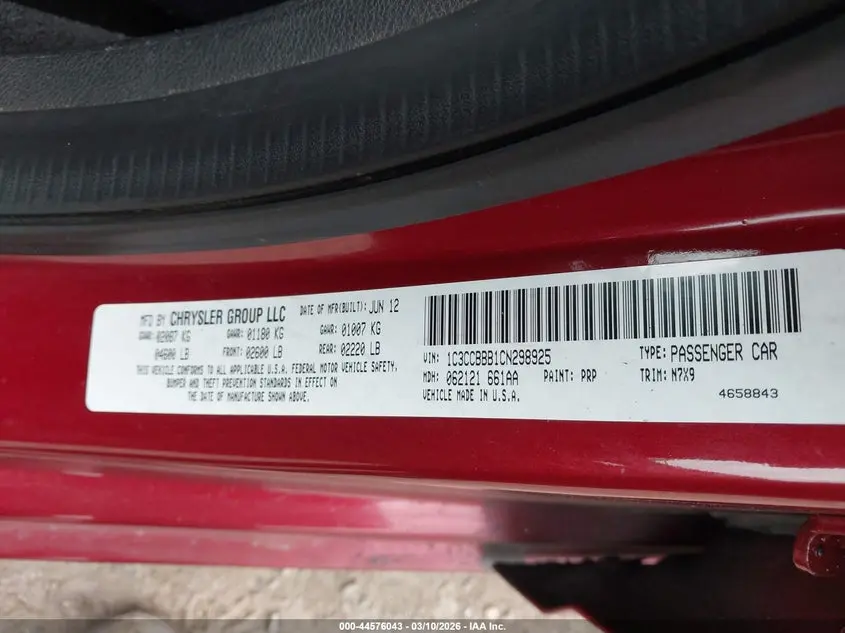 MFD BY CHRYSLER GROUP LLC DATE OF MFR(BUILT): JUN 12
GVWR: 02087 KG GAWR: 01180 KG GAWR: 01007 KG
04600 LB FRONT: 02600 LB REAR: 02220 LB
THIS VEHICLE CONFORMS TO ALL APPLICABLE U.S.A. FEDERAL MOTOR VEHICLE SAFETY,
BUMPER AND THEFT PREVENTION STANDARDS IN EFFECT ON
THE DATE OF MANUFACTURE SHOWN ABOVE.
VIN: 1C3CCBBB1CN298925 TYPE: PASSENGER CAR
MDH: 062121 661AA PAINT: PRP TRIM: N7X9
VEHICLE MADE IN U.S.A. 4658843
000-44576043 — 03/10/2026 — IAA Inc.